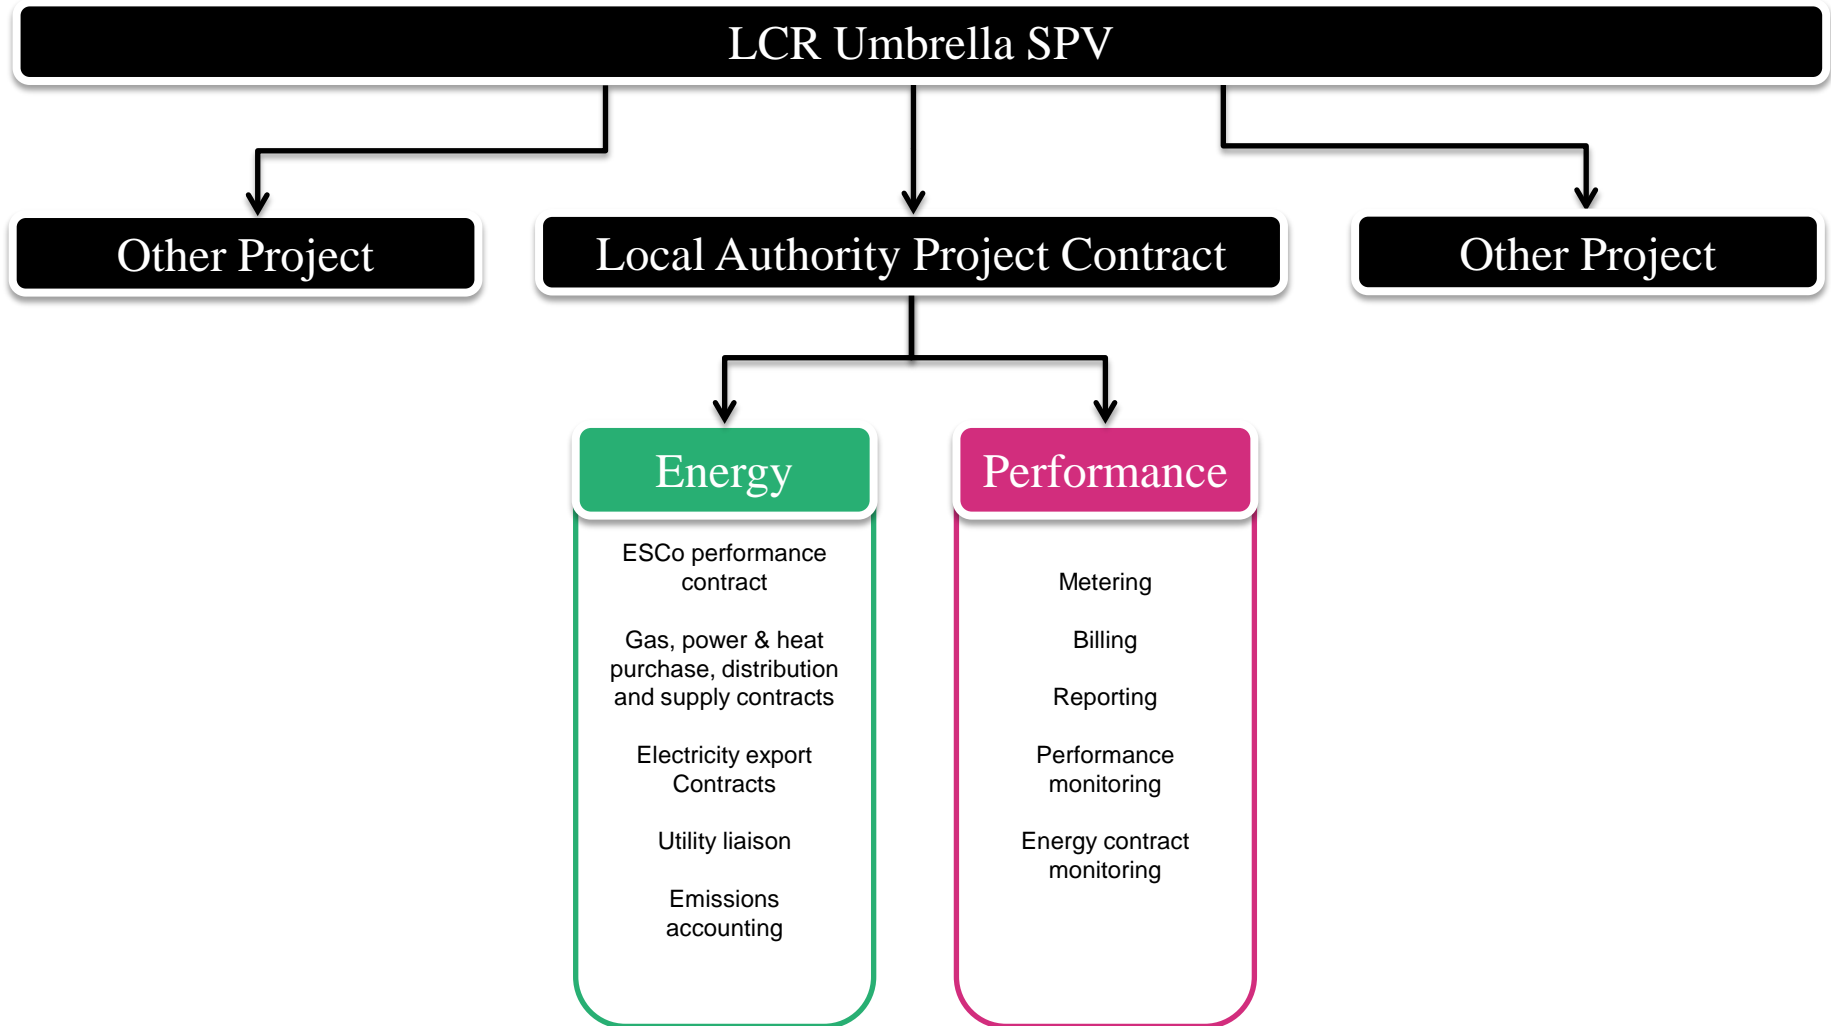 LCR Umbrella SPV
Other Project
Local Authority Project Contract
Other Project
Energy
ESCo performance
contract
Gas, power & heat
purchase, distribution
and supply contracts
Electricity export
Contracts
Utility liaison
Emissions
accounting
Performance
Metering
Billing
Reporting
Performance
monitoring
Energy contract
monitoring